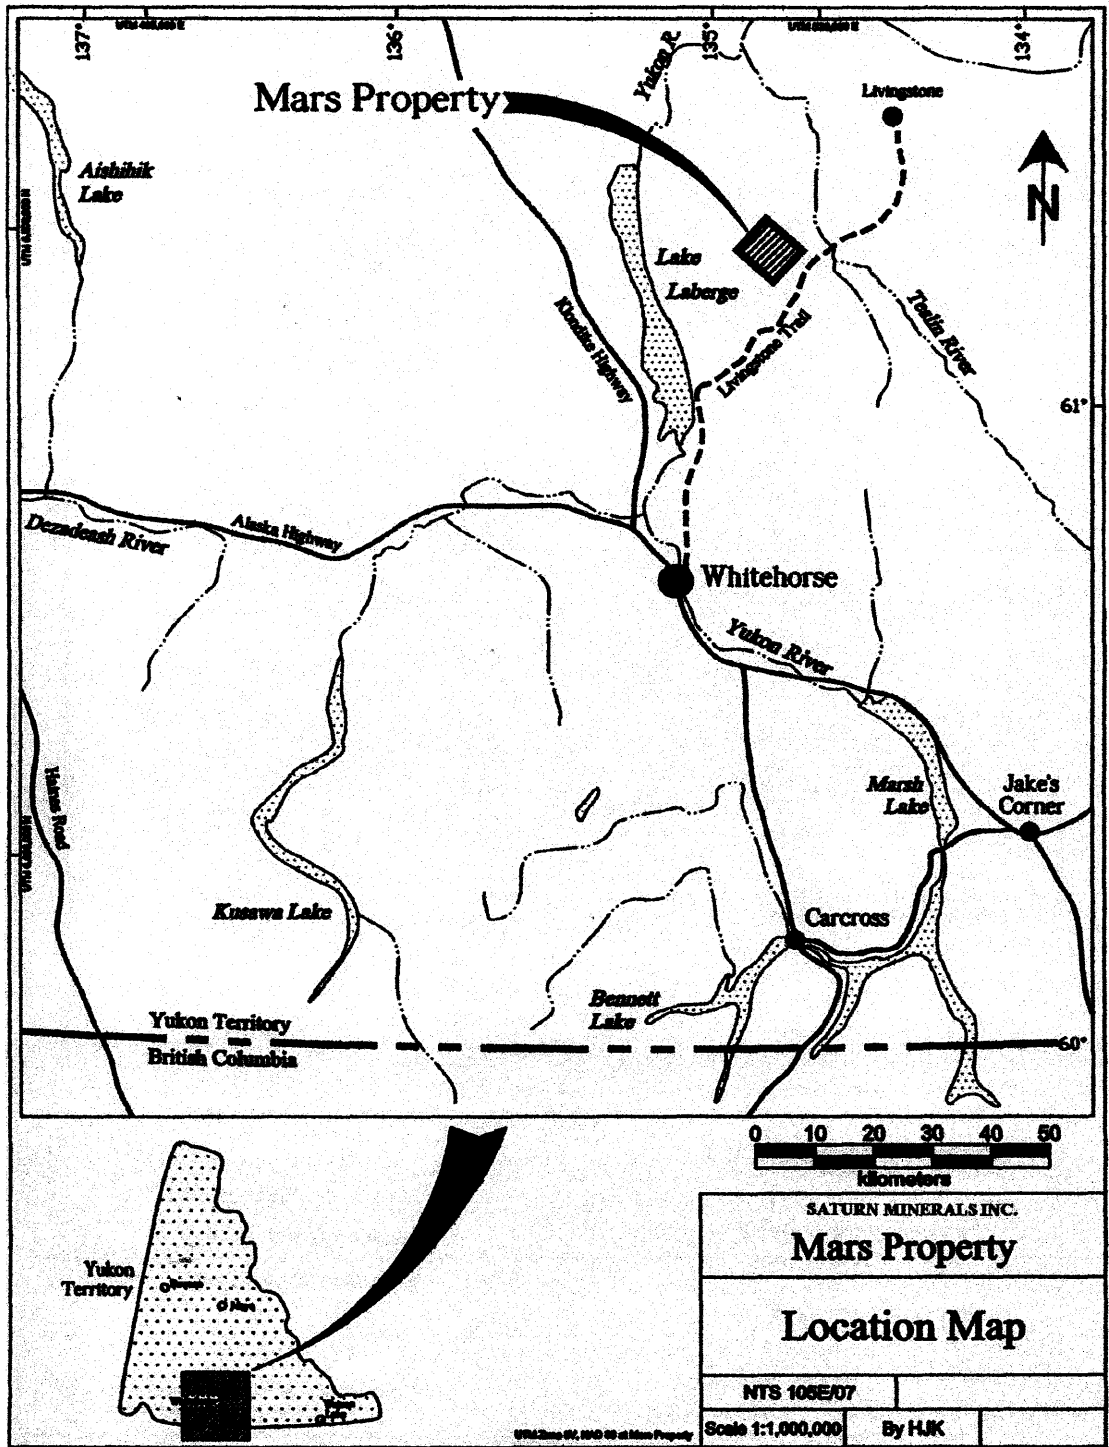 137°
136°
135°
134°
Yukon R.
Mars Property
Livingstone
Aishihik
Lake
N
Lake
Laberge
Klondike Highway
Livingstone Trail
Teslin River
61°
Dezadeash River
Alaska Highway
Whitehorse
Yukon River
Haines Road
Marsh
Lake
Jake's
Corner
Kusawa Lake
Carcross
Bennett
Lake
Yukon Territory
British Columbia
60°
0 10 20 30 40 50
kilometers
SATURN MINERALS INC.
Mars Property
Yukon
Territory
Location Map
NTS 105E/07
Scale 1:1,000,000
By HJK